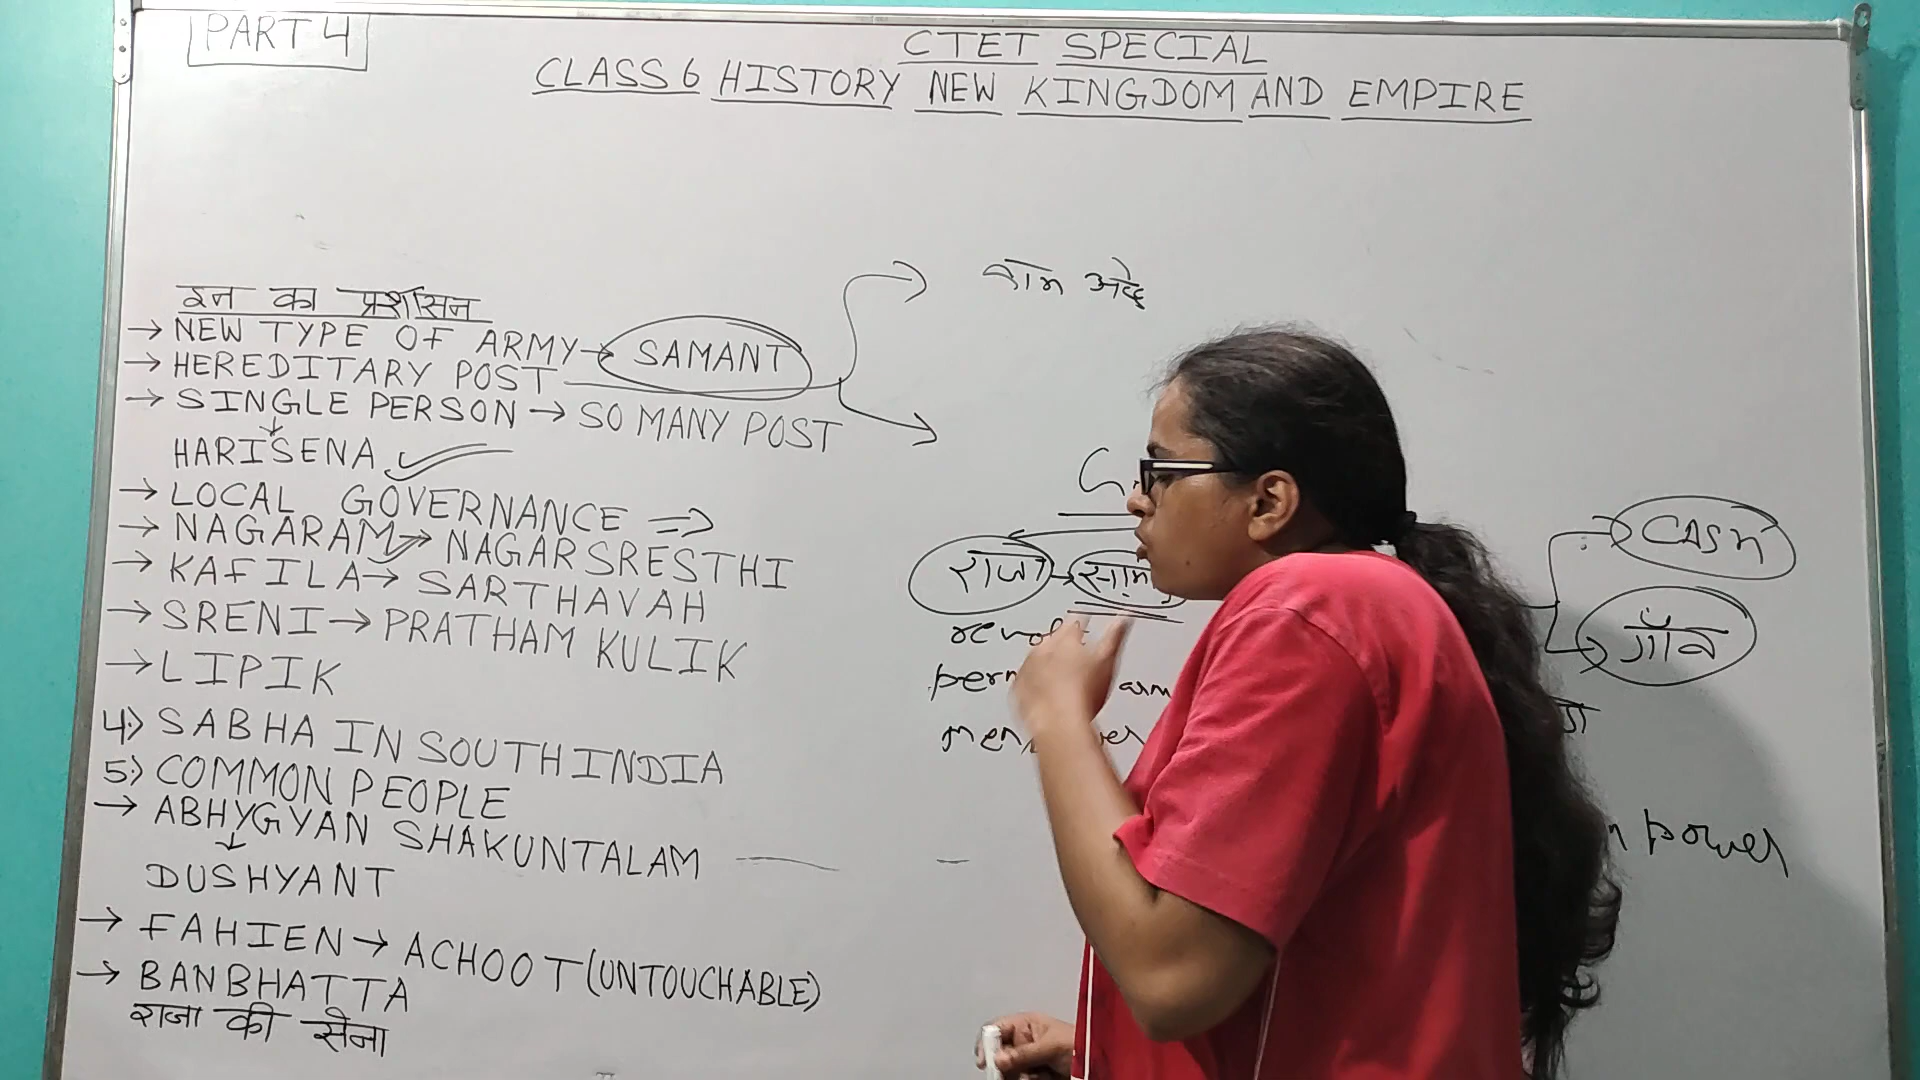 PART 4
CTET SPECIAL
CLASS 6 HISTORY NEW KINGDOM AND EMPIRE
इन का प्रशासन
→ NEW TYPE OF ARMY → SAMANT
→ HEREDITARY POST
→ SINGLE PERSON → SO MANY POST
↓
HARISENA
→ LOCAL GOVERNANCE ⇒
→ NAGARAM → NAGARSRESTHI
→ KAFILA → SARTHAVAH
→ SRENI → PRATHAM KULIK
→ LIPIK
4) SABHA IN SOUTH INDIA
5) COMMON PEOPLE
→ ABHYGYAN SHAKUNTALAM
↓
DUSHYANT
→ FAHIEN → ACHOOT (UNTOUCHABLE)
→ BANBHATTA
राजा की सेना
राजा →
CASH
गाँव
power